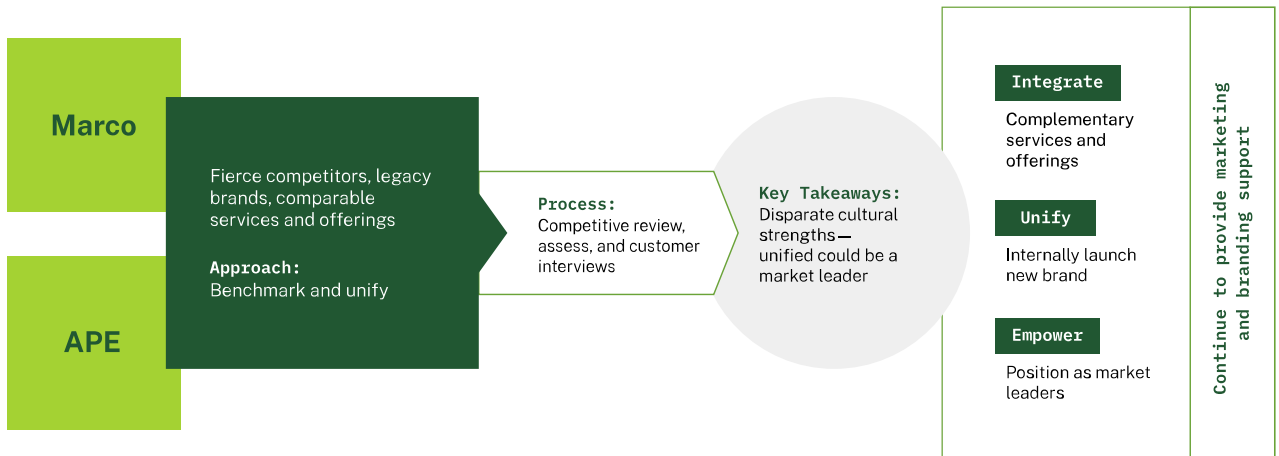 Marco
APE
Fierce competitors, legacy
brands, comparable
services and offerings
Approach:
Benchmark and unify
Process:
Competitive review,
assess, and customer
interviews
Key Takeaways:
Disparate cultural
strengths—
unified could be a
market leader
Integrate
Complementary
services and
offerings
Unify
Internally launch
new brand
Empower
Position as market
leaders
Continue to provide marketing
and branding support